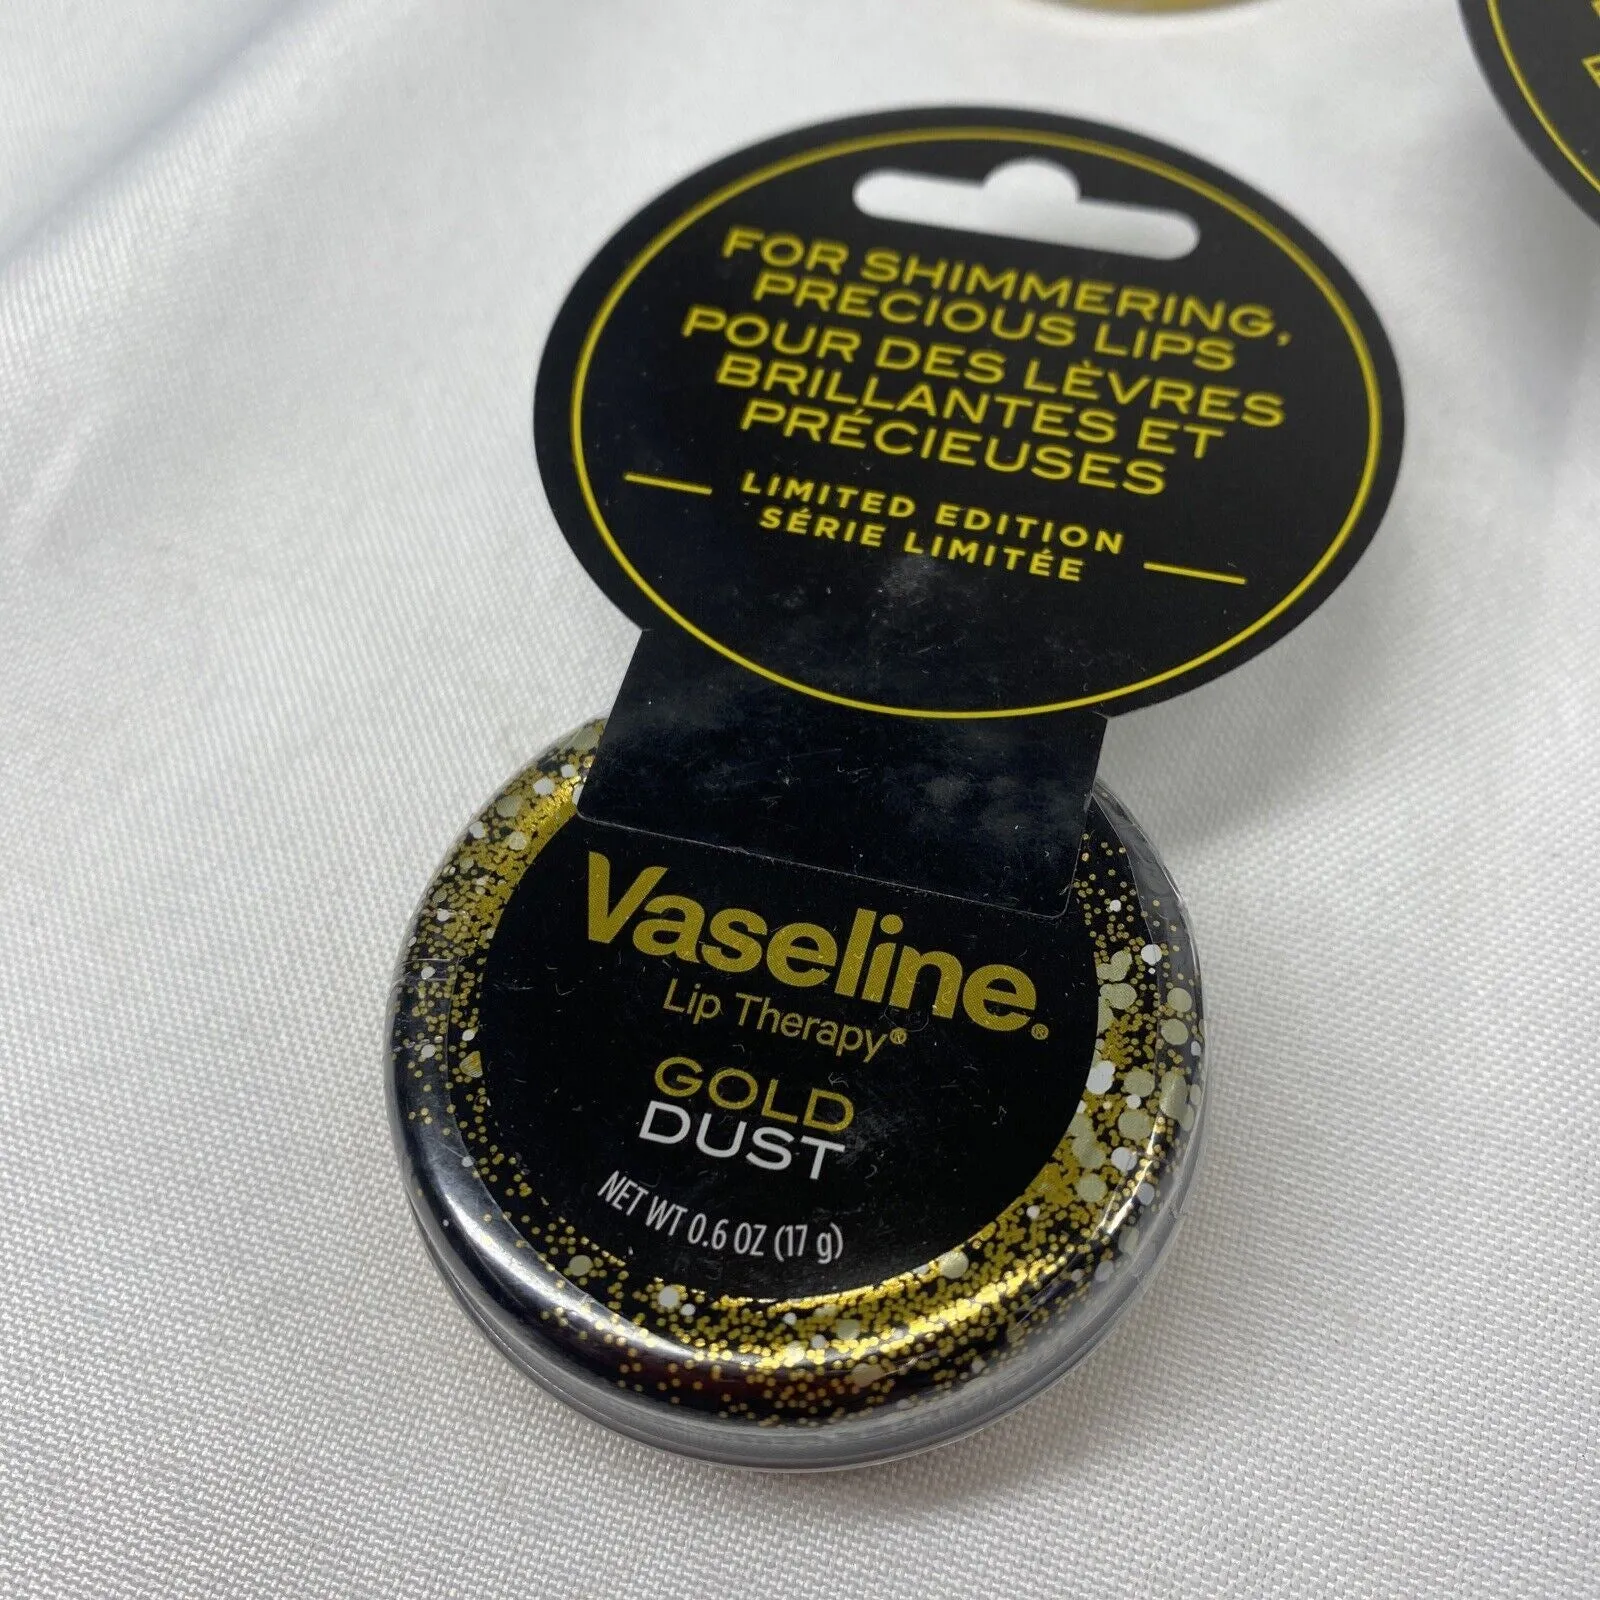 FOR SHIMMERING,
PRECIOUS LIPS
POUR DES LÈVRES
BRILLANTES ET
PRÉCIEUSES
LIMITED EDITION
SÉRIE LIMITÉE
Vaseline®
Lip Therapy®
GOLD
DUST
NET WT 0.6 OZ (17 g)